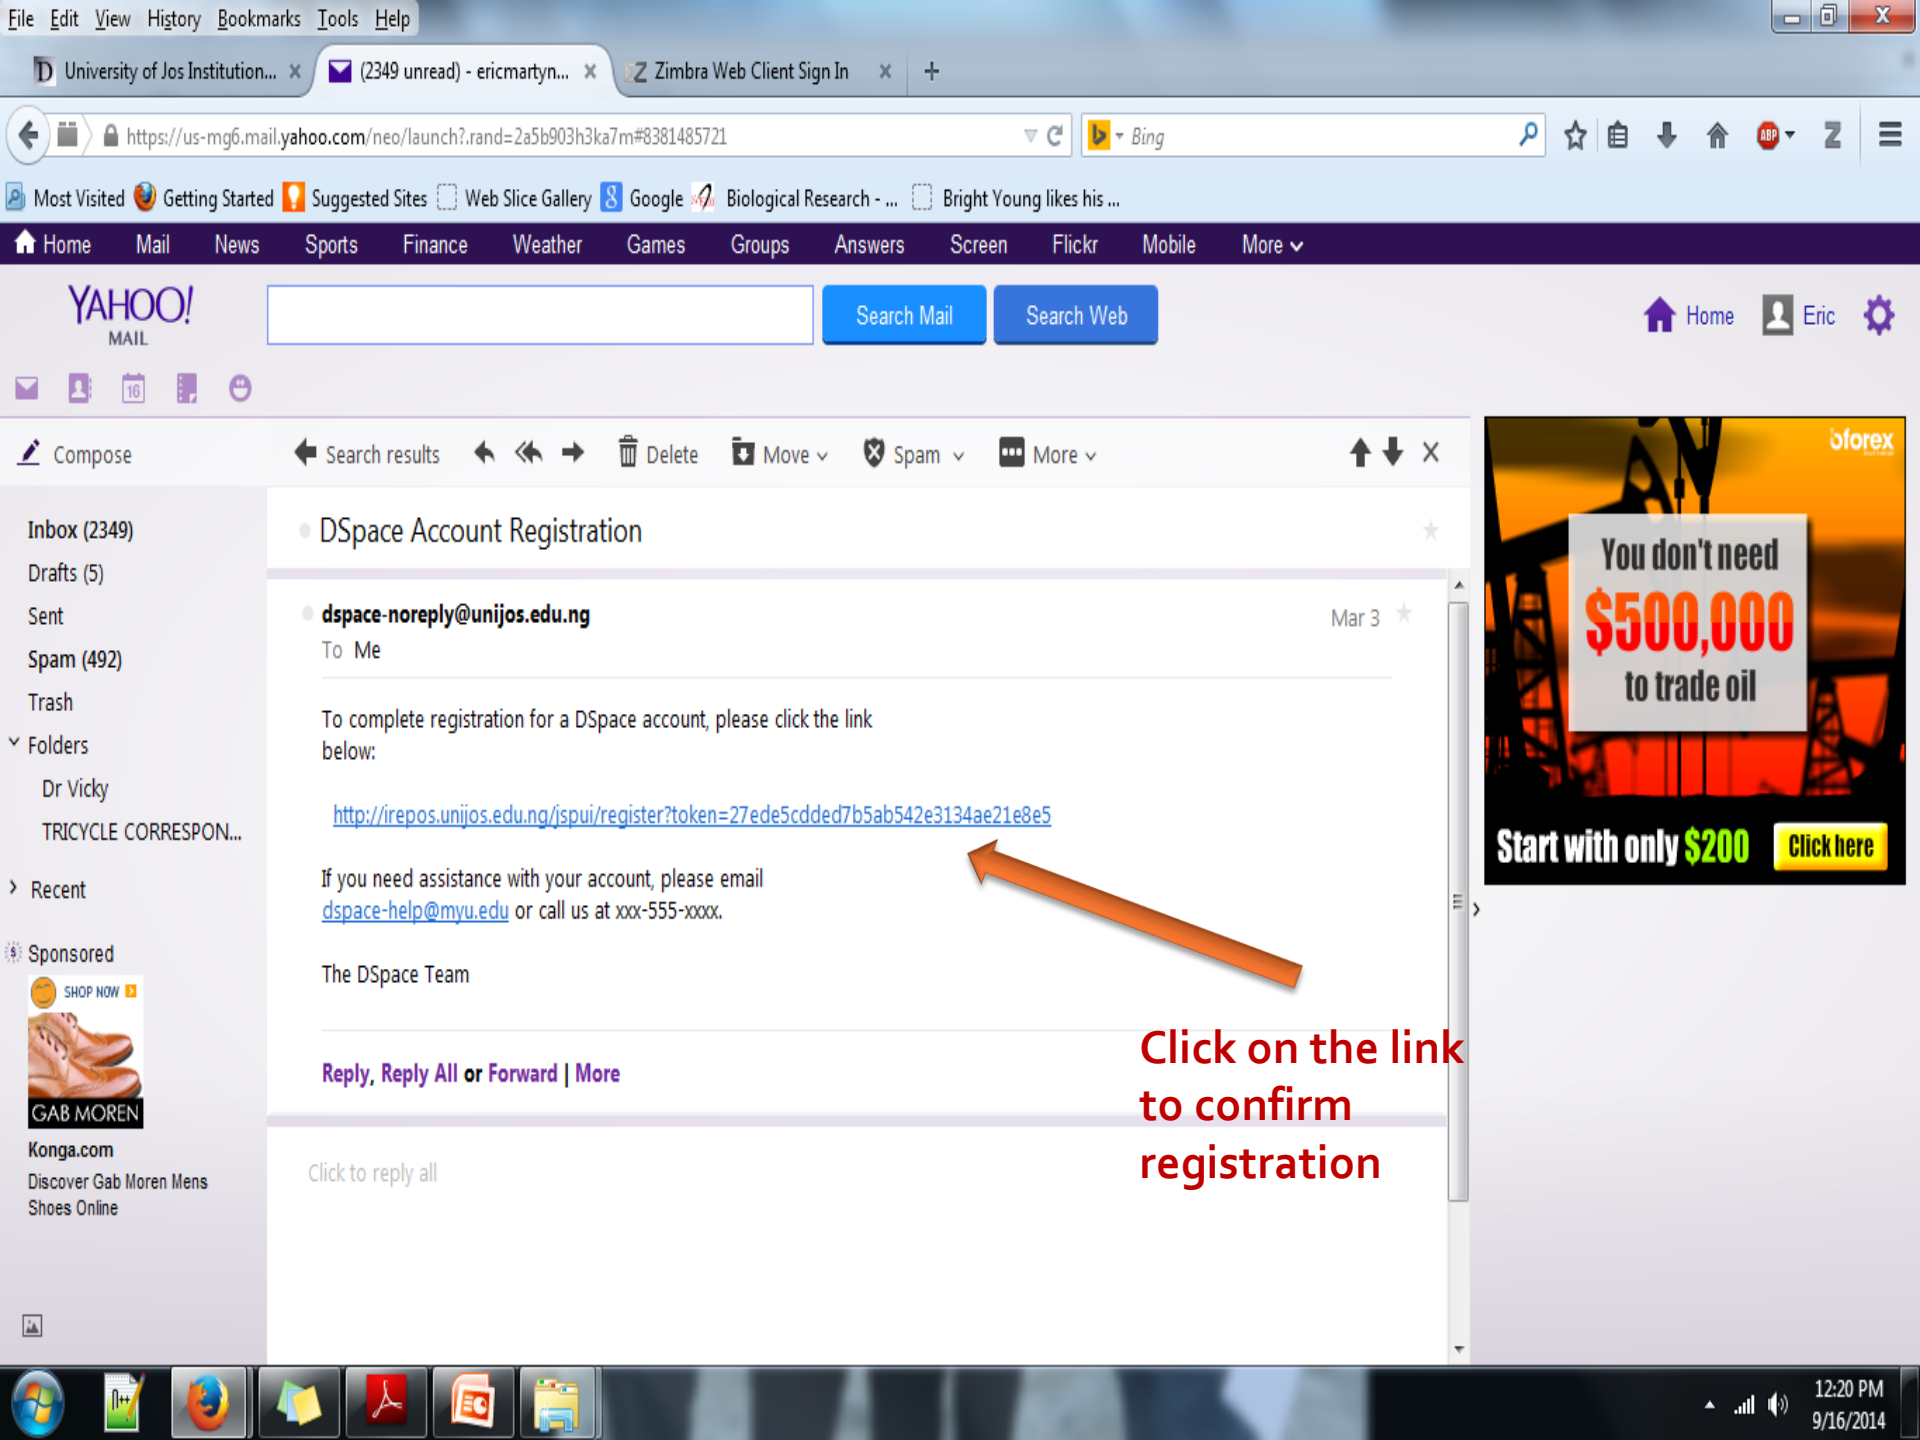 File Edit View History Bookmarks Tools Help
University of Jos Institution... (2349 unread) - ericmartyn... Zimbra Web Client Sign In
https://us-mg6.mail.yahoo.com/neo/launch?.rand=2a5b903h3ka7m#8381485721
Bing
ABP
Most Visited Getting Started Suggested Sites Web Slice Gallery Google Biological Research - ... Bright Young likes his ...
Home Mail News Sports Finance Weather Games Groups Answers Screen Flickr Mobile More
YAHOO!
MAIL
Search Mail Search Web
Home Eric
16
Compose
Search results Delete Move Spam More
Inbox (2349)
Drafts (5)
Sent
Spam (492)
Trash
Folders
Dr Vicky
TRICYCLE CORRESPON...
Recent
Sponsored
SHOP NOW
GAB MOREN
Konga.com
Discover Gab Moren Mens
Shoes Online
DSpace Account Registration
dspace-noreply@unijos.edu.ng
Mar 3
To Me
To complete registration for a DSpace account, please click the link
below:
http://irepos.unijos.edu.ng/jspui/register?token=27ede5cdded7b5ab542e3134ae21e8e5
If you need assistance with your account, please email
dspace-help@myu.edu or call us at xxx-555-xxxx.
The DSpace Team
Reply, Reply All or Forward | More
Click to reply all
Click on the link
to confirm
registration
bforex
You don't need
$500,000
to trade oil
Start with only $200
Click here
12:20 PM
9/16/2014